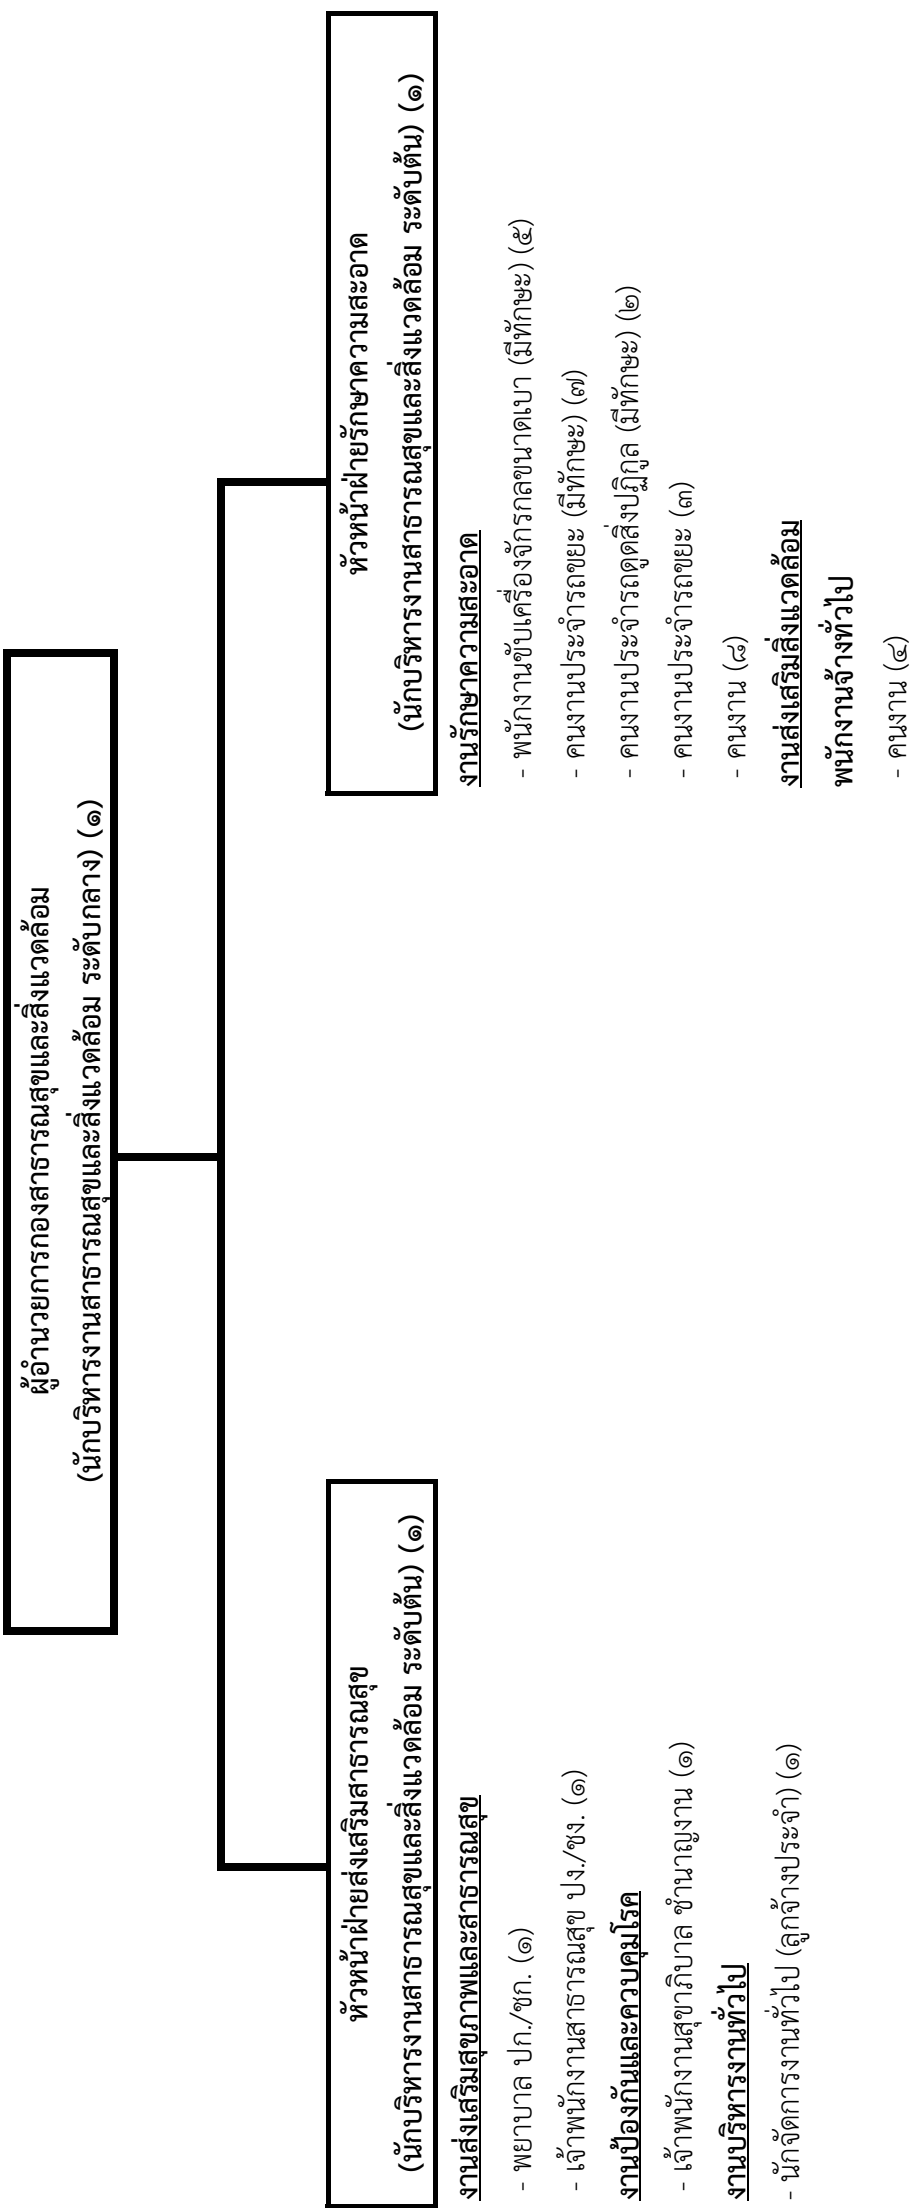 ผู้อำนวยการกองสาธารณสุขและสิ่งแวดล้อม
(นักบริหารงานสาธารณสุขและสิ่งแวดล้อม ระดับกลาง) (๑)
หัวหน้าฝ่ายส่งเสริมสาธารณสุข
(นักบริหารงานสาธารณสุขและสิ่งแวดล้อม ระดับต้น) (๑)
งานส่งเสริมสุขภาพและสาธารณสุข
- พยาบาล ปก./ชก. (๑)
- เจ้าพนักงานสาธารณสุข ปง./ชง. (๑)
งานป้องกันและควบคุมโรค
- เจ้าพนักงานสุขาภิบาล ชำนาญงาน (๑)
งานบริหารงานทั่วไป
- นักจัดการงานทั่วไป (ลูกจ้างประจำ) (๑)
หัวหน้าฝ่ายรักษาความสะอาด
(นักบริหารงานสาธารณสุขและสิ่งแวดล้อม ระดับต้น) (๑)
งานรักษาความสะอาด
- พนักงานขับเครื่องจักรกลขนาดเบา (มีทักษะ) (๕)
- คนงานประจำรถขยะ (มีทักษะ) (๗)
- คนงานประจำรถดูดสิ่งปฏิกูล (มีทักษะ) (๒)
- คนงานประจำรถขยะ (๓)
- คนงาน (๘)
งานส่งเสริมสิ่งแวดล้อม
พนักงานจ้างทั่วไป
- คนงาน (๔)